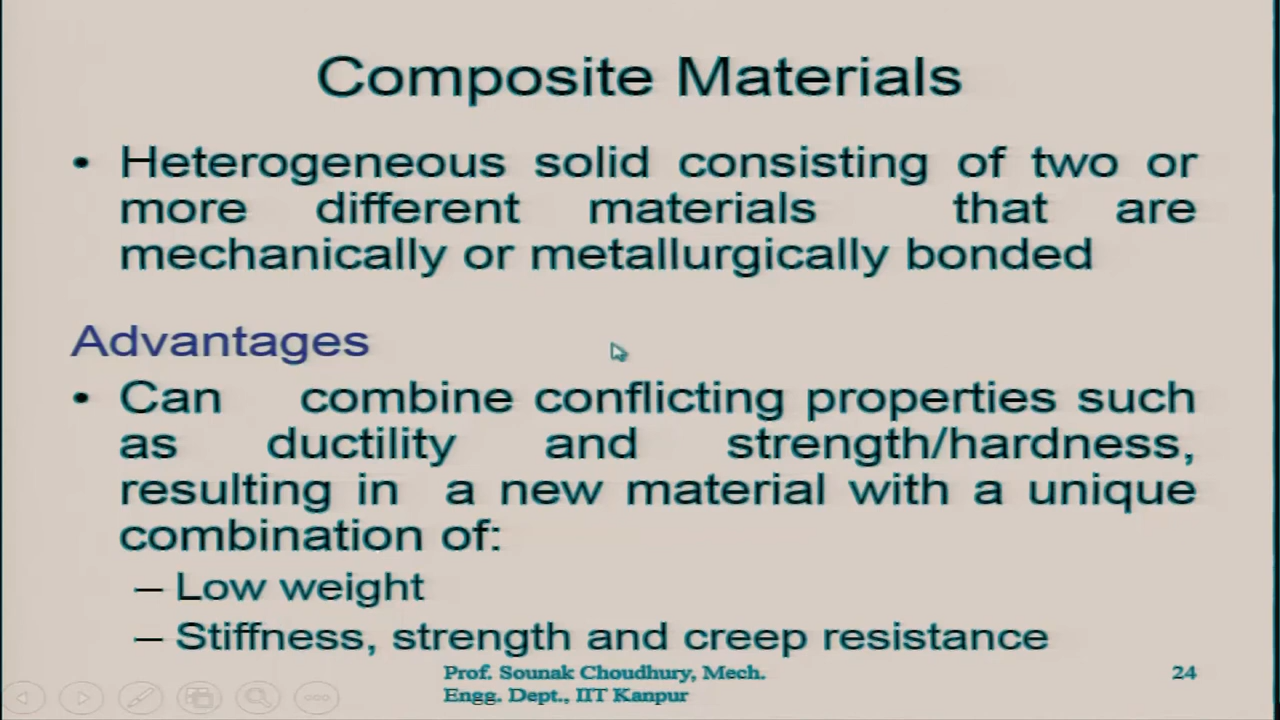 Composite Materials
• Heterogeneous solid consisting of two or
more different materials that are
mechanically or metallurgically bonded
Advantages
• Can combine conflicting properties such
as ductility and strength/hardness,
resulting in a new material with a unique
combination of:
– Low weight
– Stiffness, strength and creep resistance
Prof. Sounak Choudhury, Mech.
Engg. Dept., IIT Kanpur
24